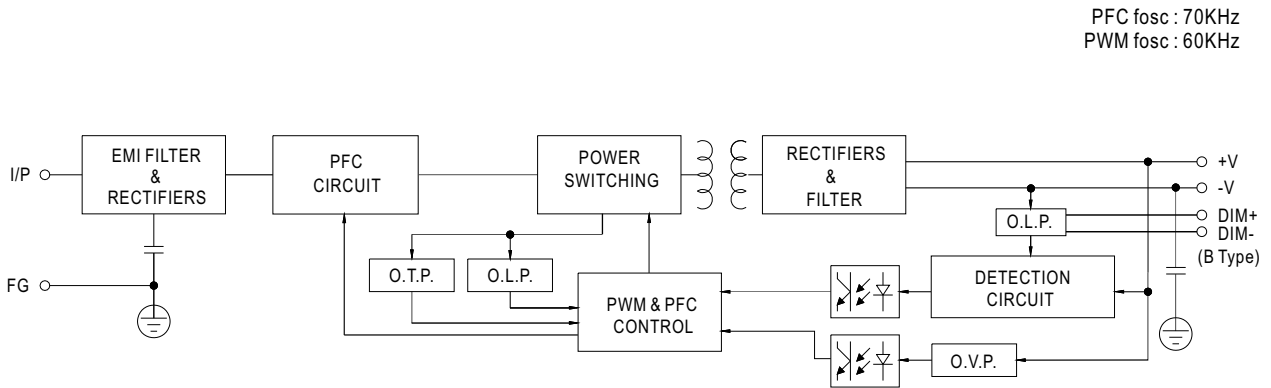 PFC fosc : 70KHz
PWM fosc : 60KHz
I/P
EMI FILTER
&
RECTIFIERS
PFC
CIRCUIT
POWER
SWITCHING
RECTIFIERS
&
FILTER
+V
-V
DIM+
DIM-
(B Type)
O.L.P.
FG
O.T.P.
O.L.P.
PWM & PFC
CONTROL
DETECTION
CIRCUIT
O.V.P.